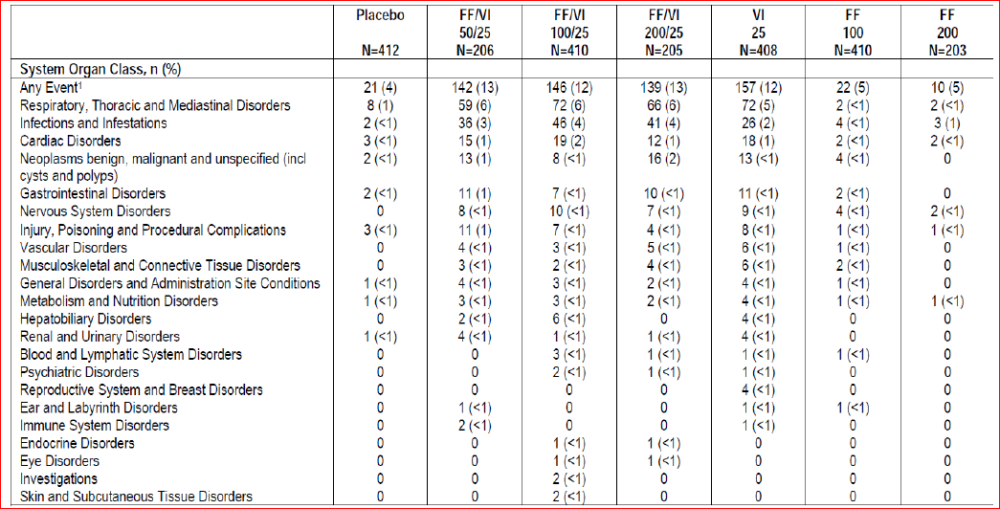 Placebo FF/VI FF/VI FF/VI VI FF FF
50/25 100/25 200/25 25 100 200
N=412 N=206 N=410 N=205 N=408 N=410 N=203
System Organ Class, n (%)
Any Event¹ 21 (4) 142 (13) 146 (12) 139 (13) 157 (12) 22 (5) 10 (5)
Respiratory, Thoracic and Mediastinal Disorders 8 (1) 59 (6) 72 (6) 66 (6) 72 (5) 2 (<1) 2 (<1)
Infections and Infestations 2 (<1) 36 (3) 46 (4) 41 (4) 26 (2) 4 (<1) 3 (1)
Cardiac Disorders 3 (<1) 15 (1) 19 (2) 12 (1) 18 (1) 2 (<1) 2 (<1)
Neoplasms benign, malignant and unspecified (incl 2 (<1) 13 (1) 8 (<1) 16 (2) 13 (<1) 4 (<1) 0
cysts and polyps)
Gastrointestinal Disorders 2 (<1) 11 (1) 7 (<1) 10 (<1) 11 (<1) 2 (<1) 0
Nervous System Disorders 0 8 (<1) 10 (<1) 7 (<1) 9 (<1) 4 (<1) 2 (<1)
Injury, Poisoning and Procedural Complications 3 (<1) 11 (1) 7 (<1) 4 (<1) 8 (<1) 1 (<1) 1 (<1)
Vascular Disorders 0 4 (<1) 3 (<1) 5 (<1) 6 (<1) 1 (<1) 0
Musculoskeletal and Connective Tissue Disorders 0 3 (<1) 2 (<1) 4 (<1) 6 (<1) 2 (<1) 0
General Disorders and Administration Site Conditions 1 (<1) 4 (<1) 3 (<1) 2 (<1) 4 (<1) 1 (<1) 0
Metabolism and Nutrition Disorders 1 (<1) 3 (<1) 3 (<1) 2 (<1) 4 (<1) 1 (<1) 1 (<1)
Hepatobiliary Disorders 0 2 (<1) 6 (<1) 0 4 (<1) 0 0
Renal and Urinary Disorders 1 (<1) 4 (<1) 1 (<1) 1 (<1) 4 (<1) 0 0
Blood and Lymphatic System Disorders 0 0 3 (<1) 1 (<1) 1 (<1) 1 (<1) 0
Psychiatric Disorders 0 0 2 (<1) 1 (<1) 1 (<1) 0 0
Reproductive System and Breast Disorders 0 0 0 0 4 (<1) 0 0
Ear and Labyrinth Disorders 0 1 (<1) 0 0 1 (<1) 1 (<1) 0
Immune System Disorders 0 2 (<1) 0 0 1 (<1) 0 0
Endocrine Disorders 0 0 1 (<1) 1 (<1) 0 0 0
Eye Disorders 0 0 1 (<1) 1 (<1) 0 0 0
Investigations 0 0 2 (<1) 0 0 0 0
Skin and Subcutaneous Tissue Disorders 0 0 2 (<1) 0 0 0 0